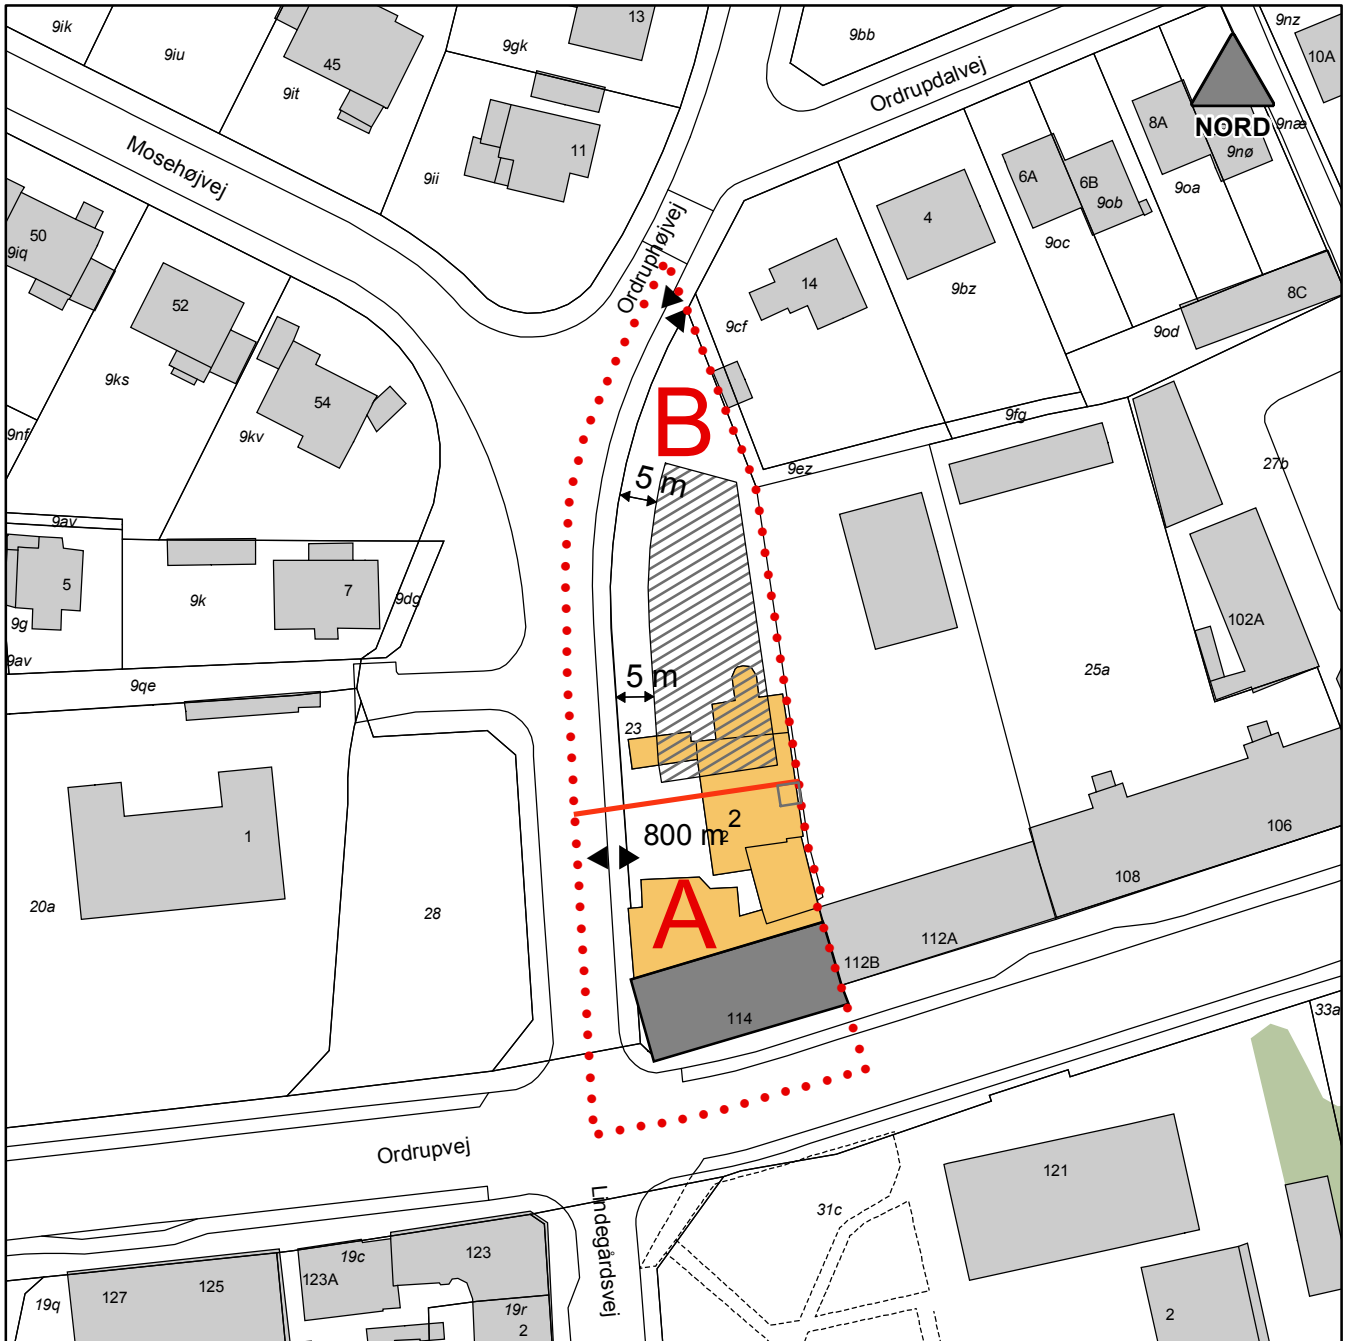 9ik
9iu
45
9it
13
9gk
9bb
9nz
10A
Ordrupdalvej
NORD
9næ
9nø
8A
9oa
Mosehøjvej
11
9ii
6A
6B
9ob
9oc
4
9bz
50
9iq
52
9ks
54
9kv
9nf
Ordruphøjvej
14
9cf
8C
9od
9fg
9ez
27b
B
5 m
9av
5
9g
9av
9k
7
9dg
9qe
102A
25a
5 m
23
1
20a
28
800 m2
2
A
106
108
112A
112B
114
33a
Ordrupvej
Lindegårdsvej
31c
121
19c
123
123A
125
127
19q
19r
2
2